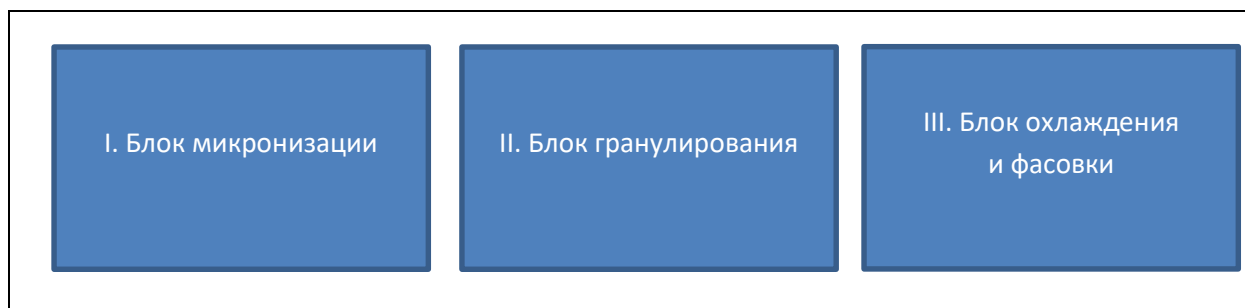 I. Блок микронизации
II. Блок гранулирования
III. Блок охлаждения
и фасовки